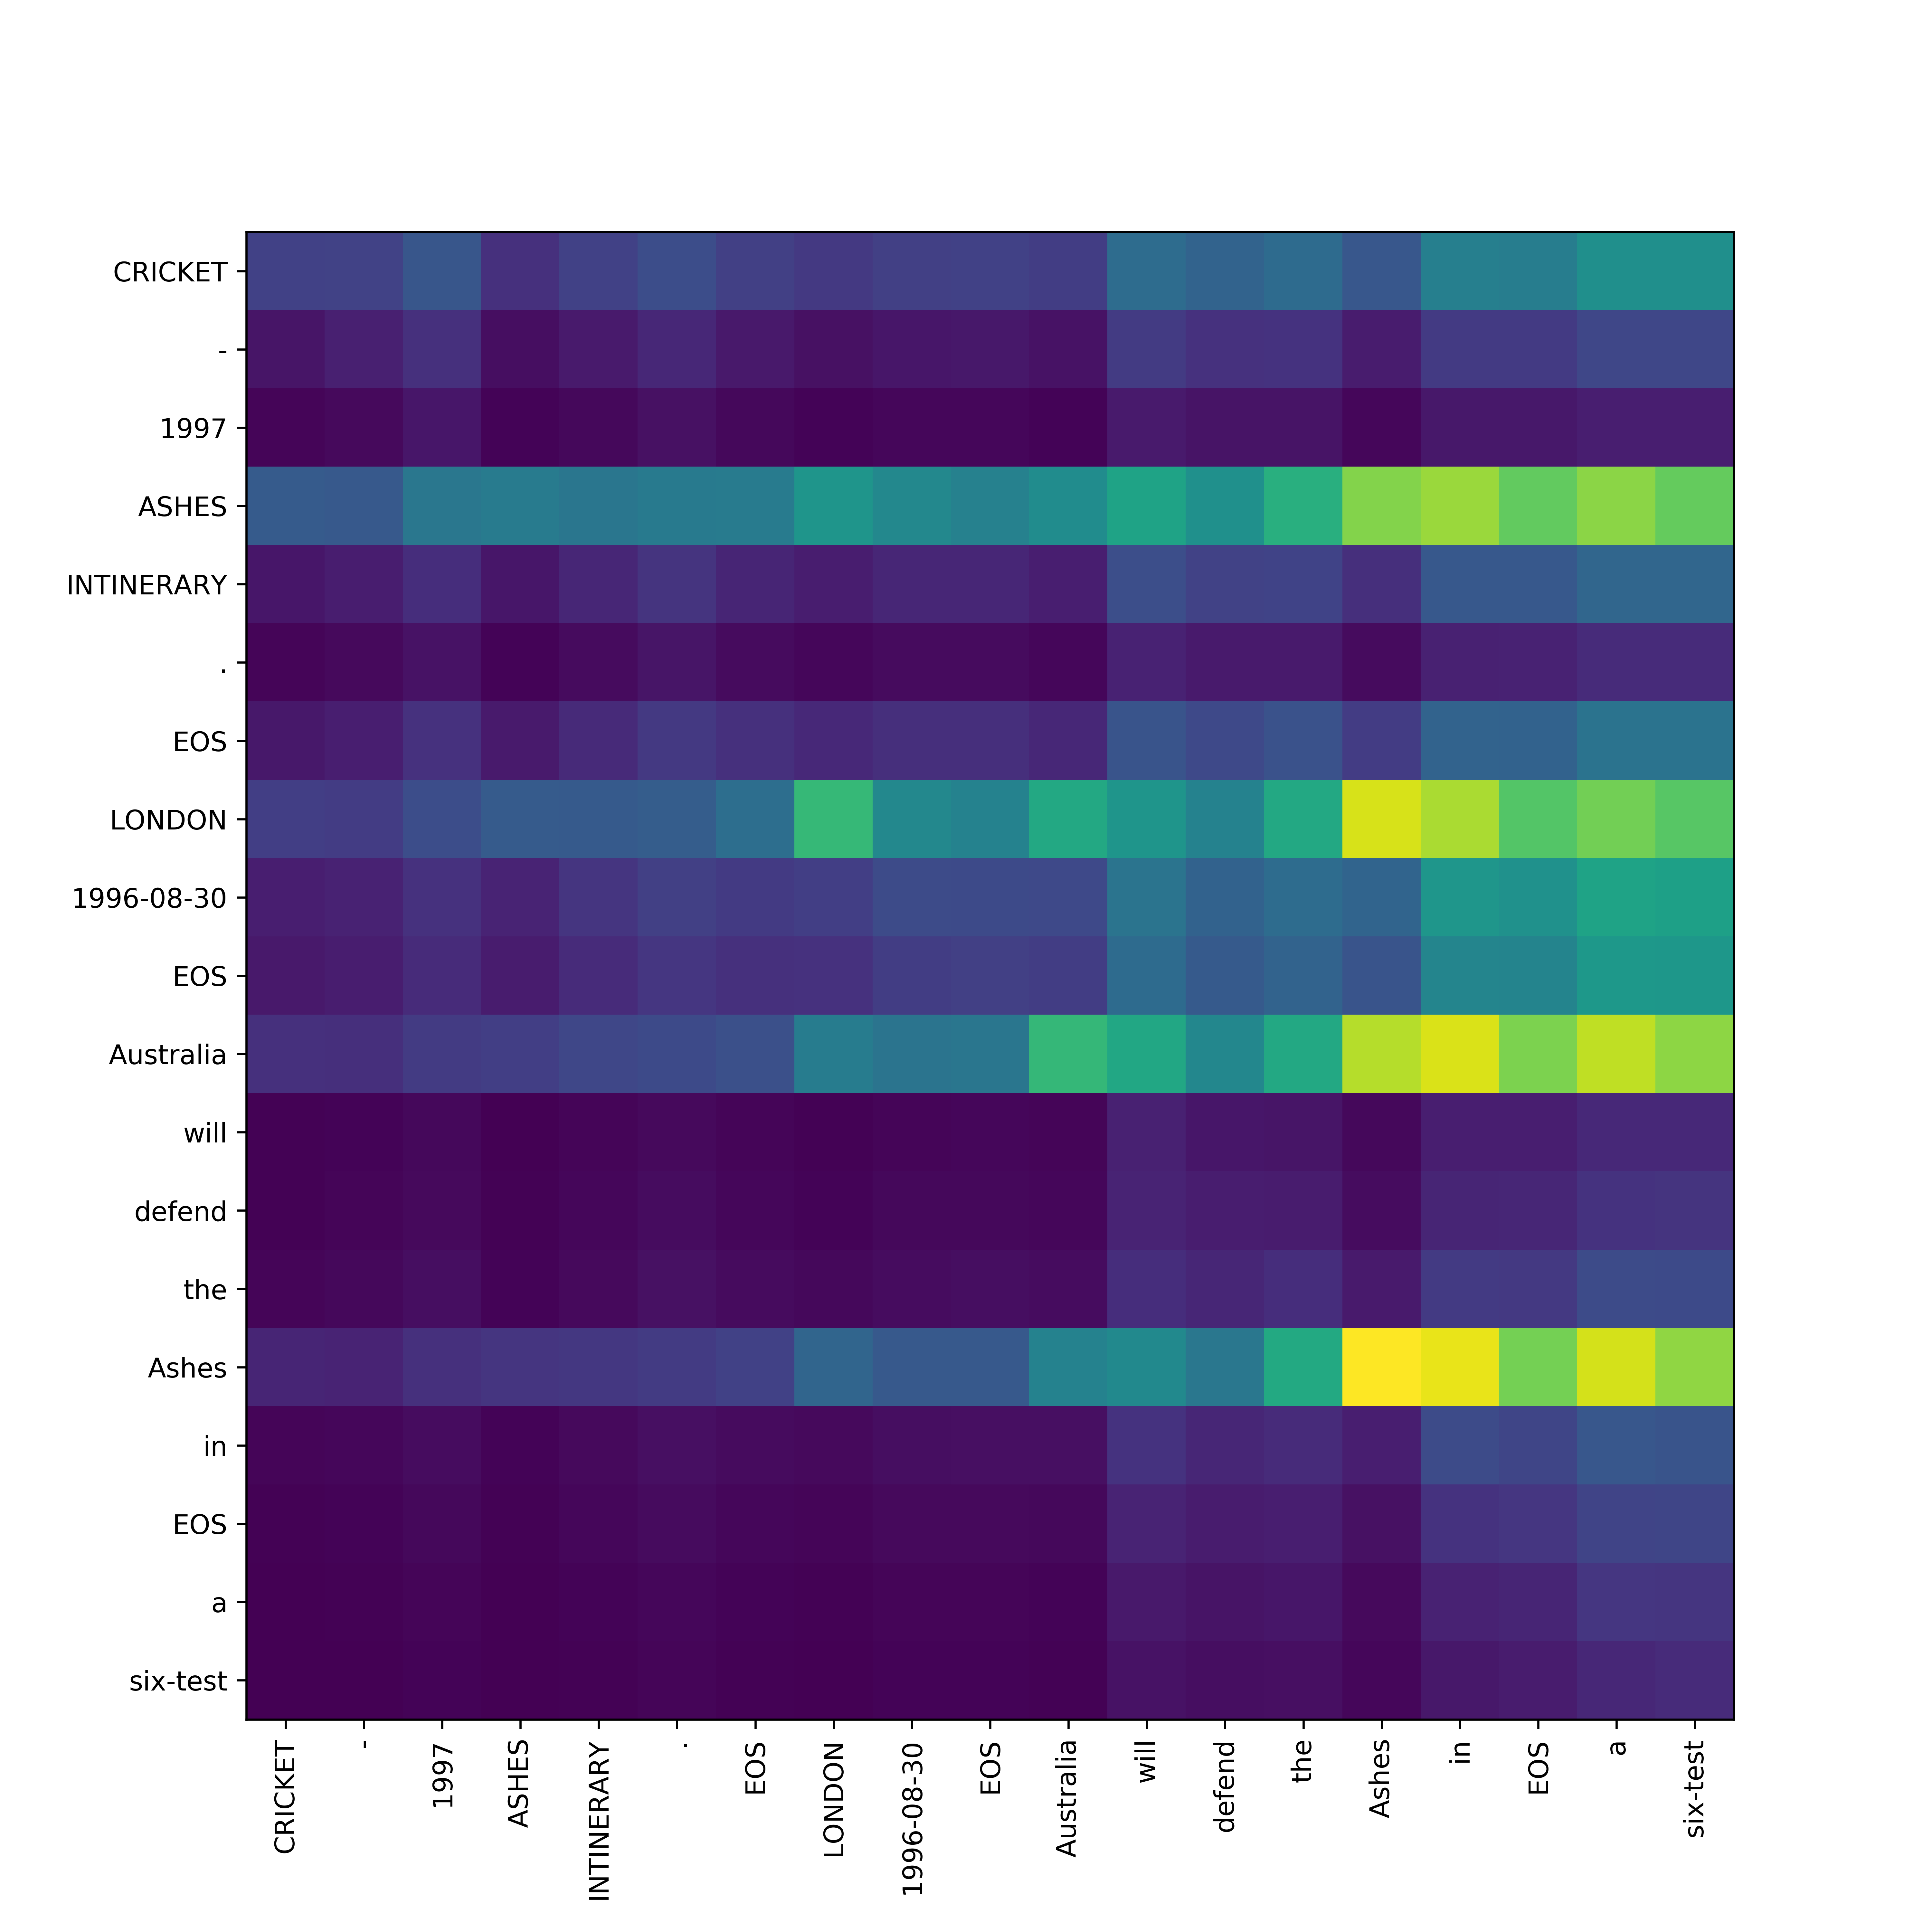 CRICKET
-
1997
ASHES
INTINERARY
.
EOS
LONDON
1996-08-30
EOS
Australia
will
defend
the
Ashes
in
EOS
a
six-test
CRICKET
-
1997
ASHES
INTINERARY
.
EOS
LONDON
1996-08-30
EOS
Australia
will
defend
the
Ashes
in
EOS
a
six-test